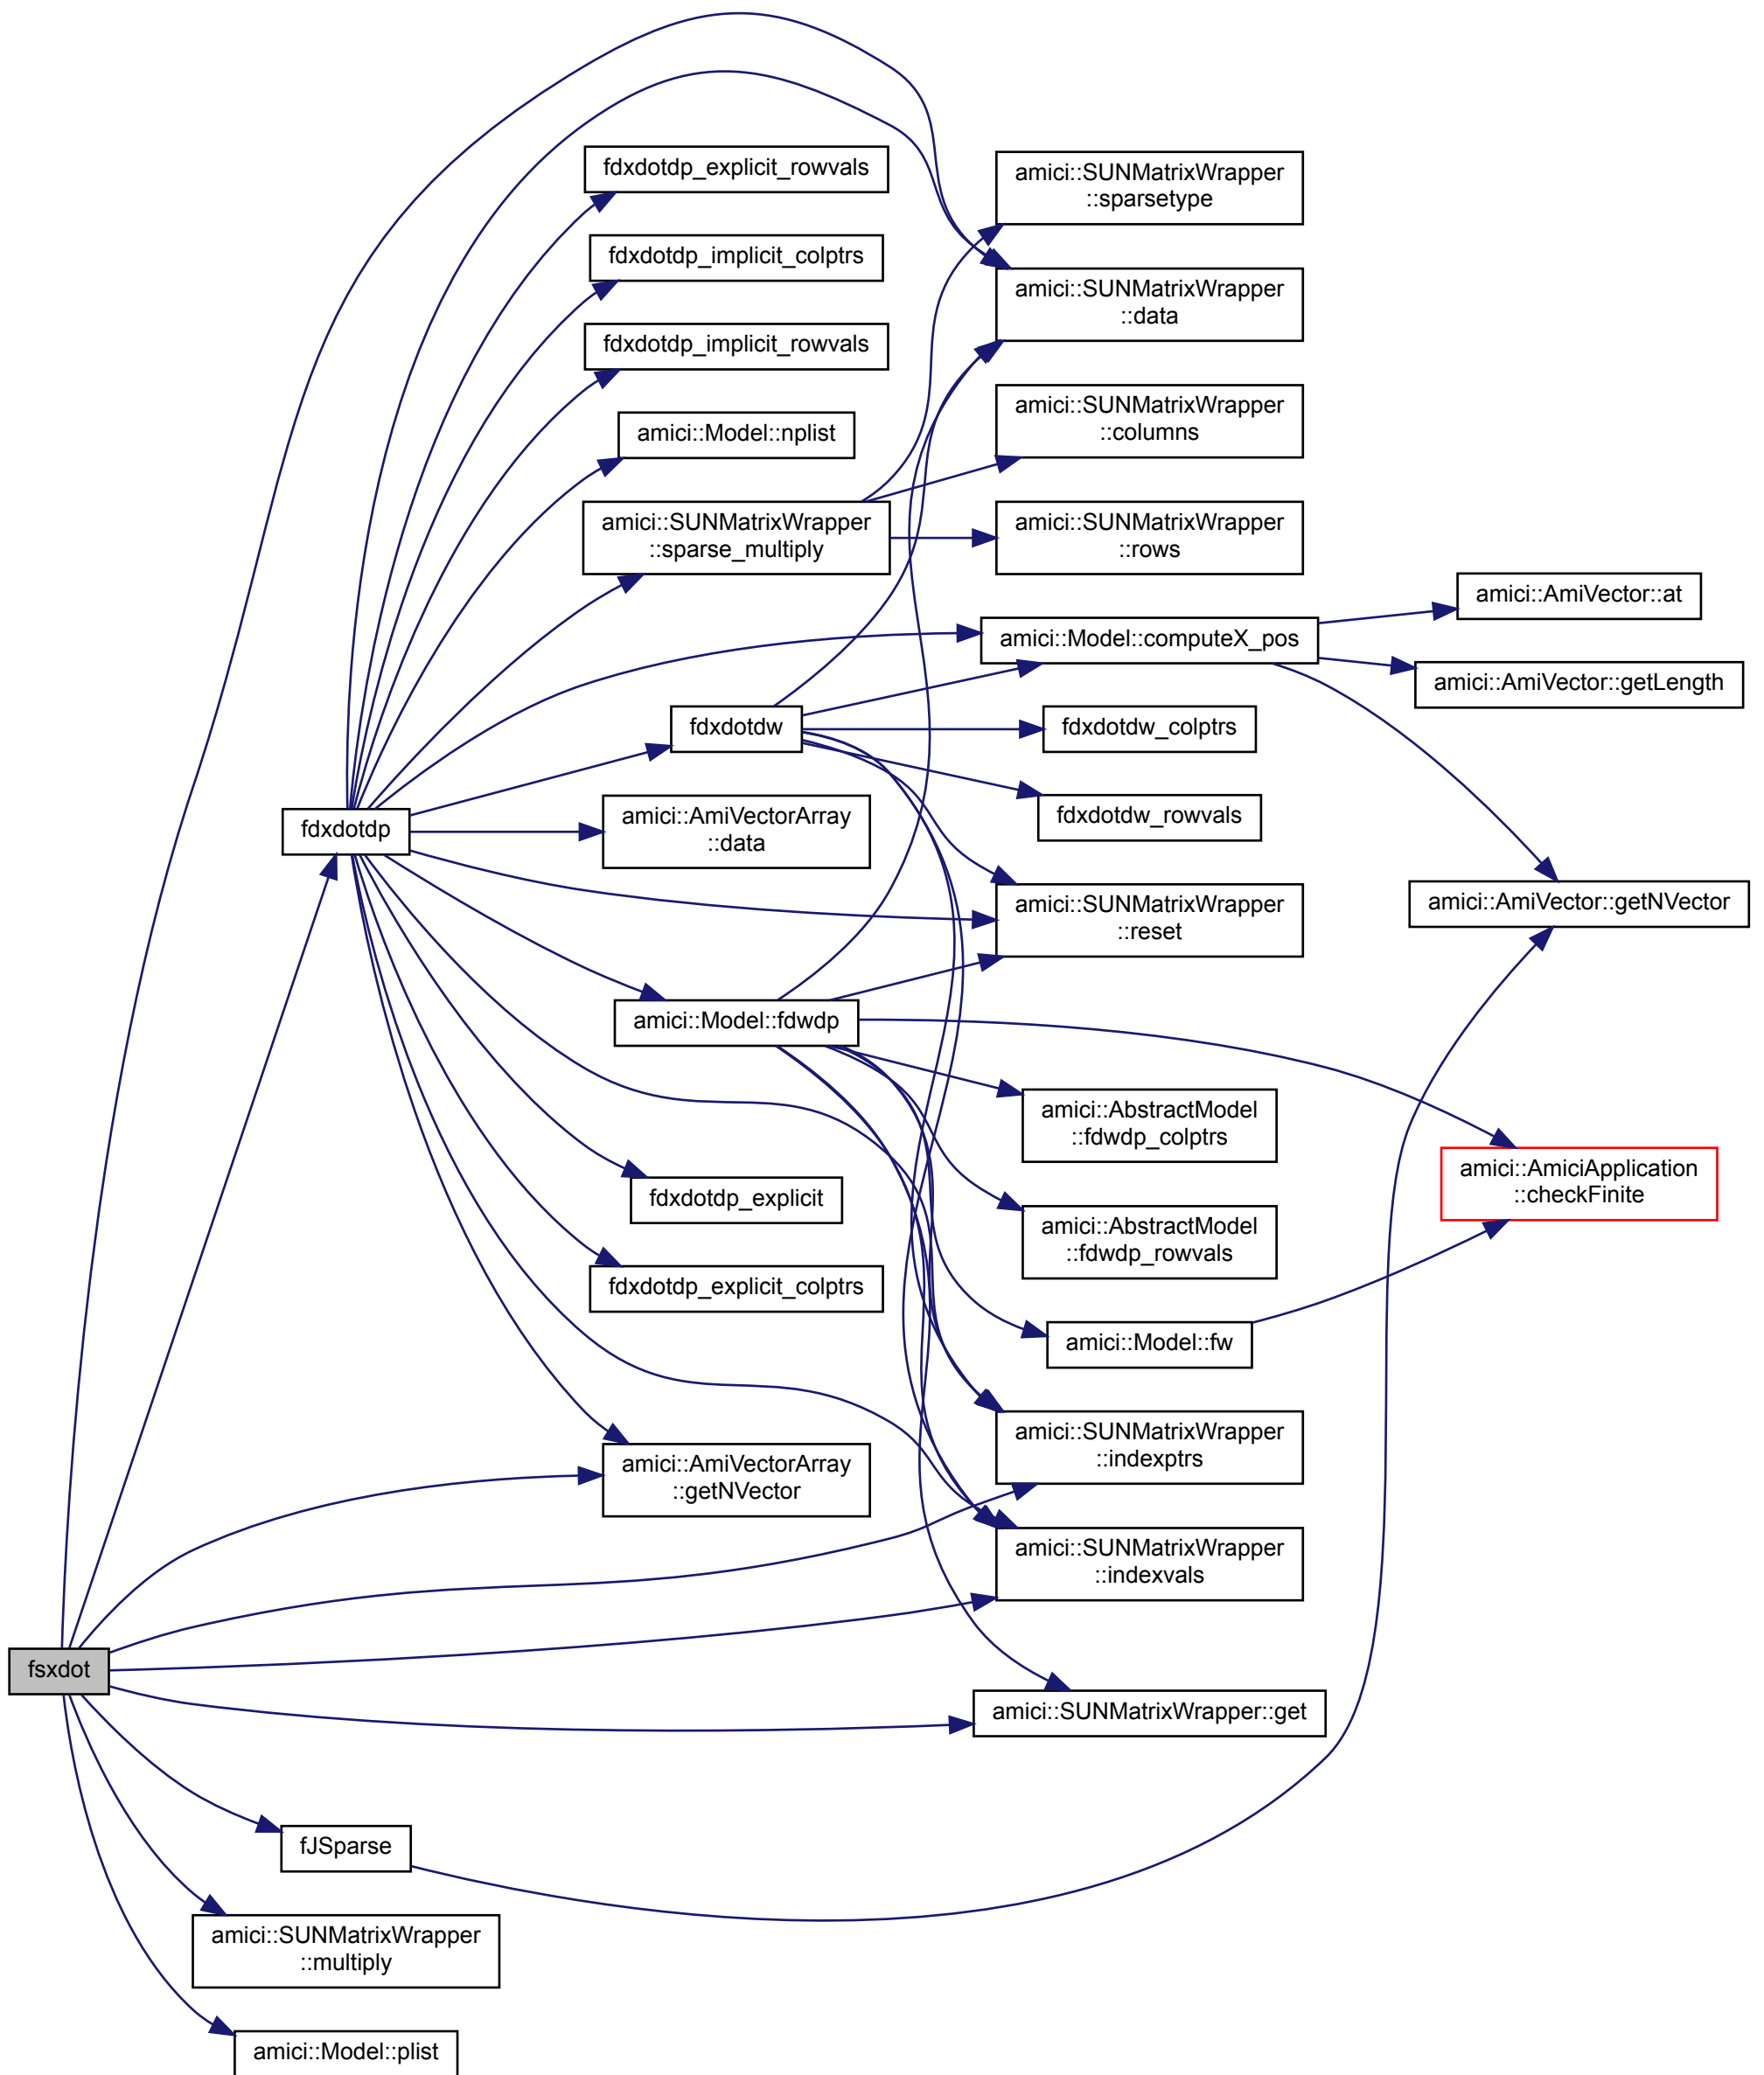 fdxdotdp_explicit_rowvals
amici::SUNMatrixWrapper
::sparsetype
fdxdotdp_implicit_colptrs
amici::SUNMatrixWrapper
::data
fdxdotdp_implicit_rowvals
amici::Model::nplist
amici::SUNMatrixWrapper
::columns
amici::SUNMatrixWrapper
::sparse_multiply
amici::SUNMatrixWrapper
::rows
amici::AmiVector::at
amici::Model::computeX_pos
amici::AmiVector::getLength
fdxdotdw
fdxdotdw_colptrs
fdxdotdp
amici::AmiVectorArray
::data
fdxdotdw_rowvals
amici::SUNMatrixWrapper
::reset
amici::AmiVector::getNVector
amici::Model::fdwdp
amici::AbstractModel
::fdwdp_colptrs
amici::AmiciApplication
::checkFinite
fdxdotdp_explicit
amici::AbstractModel
::fdwdp_rowvals
fdxdotdp_explicit_colptrs
amici::Model::fw
amici::SUNMatrixWrapper
::indexptrs
amici::AmiVectorArray
::getNVector
amici::SUNMatrixWrapper
::indexvals
fsxdot
amici::SUNMatrixWrapper::get
fJSparse
amici::SUNMatrixWrapper
::multiply
amici::Model::plist